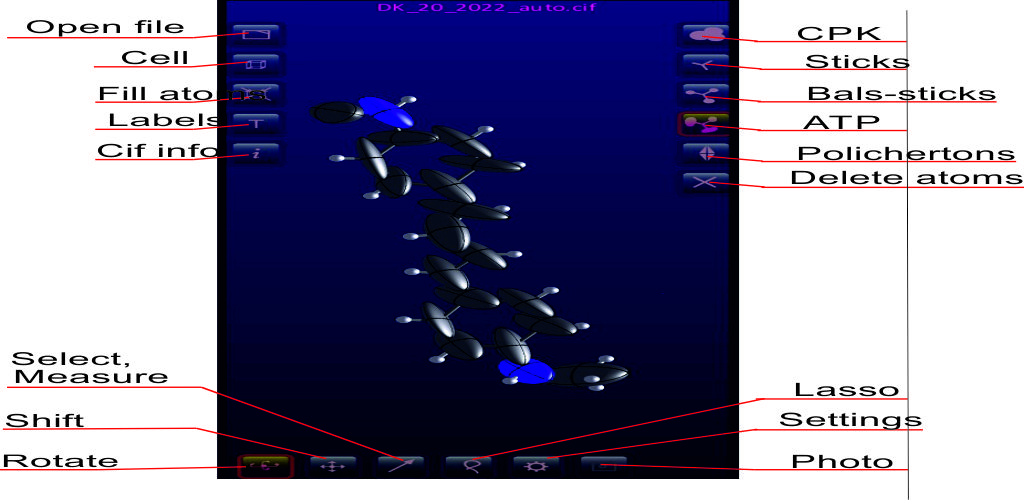 DK_20_2022_auto.cif
Open file
Cell
Fill atoms
Labels
Cif info
CPK
Sticks
Bals-sticks
ATP
Polichertons
Delete atoms
Select,
Measure
Shift
Rotate
Lasso
Settings
Photo
T
i